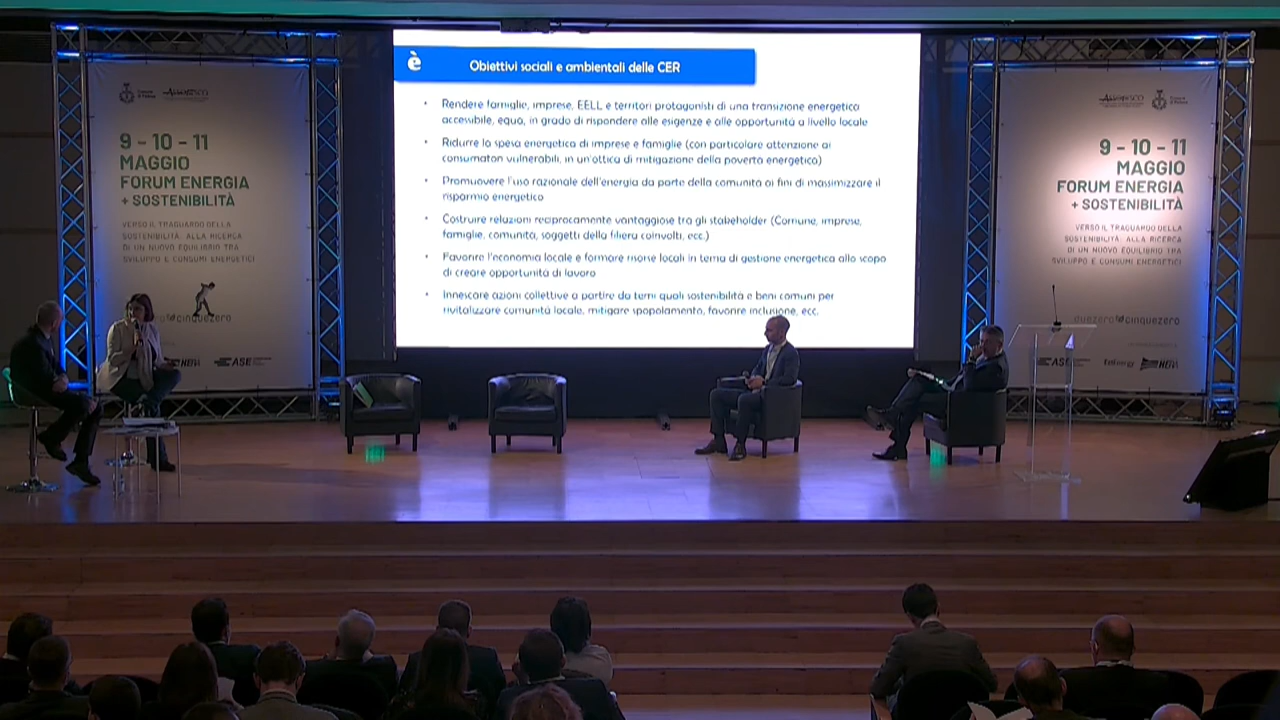 è
Obiettivi sociali e ambientali delle CER
• Rendere famiglie, imprese, EELL e territori protagonisti di una transizione energetica
accessibile, equa, in grado di rispondere alle esigenze e alle opportunità a livello locale
• Ridurre la spesa energetica di imprese e famiglie (con particolare attenzione ai
consumatori vulnerabili, in un'ottica di mitigazione della povertà energetica)
• Promuovere l'uso razionale dell'energia da parte della comunità ai fini di massimizzare il
risparmio energetico
• Costruire relazioni reciprocamente vantaggiose tra gli stakeholder (Comune, imprese,
famiglie, comunità, soggetti della filiera coinvolti, ecc.)
• Favorire l'economia locale e formare risorse locali in tema di gestione energetica allo scopo
di creare opportunità di lavoro
• Innescare azioni collettive a partire da temi quali sostenibilità e beni comuni per
rivitalizzare comunità locale, mitigare spopolamento, favorire inclusione, ecc.
9 - 10 - 11
MAGGIO
FORUM ENERGIA
+ SOSTENIBILITÀ
VERSO IL TRAGUARDO DELLA
SOSTENIBILITÀ: ALLA RICERCA
DI UN NUOVO EQUILIBRIO TRA
SVILUPPO E CONSUMI ENERGETICI
cinquezero
ASE
9 - 10 - 11
MAGGIO
FORUM ENERGIA
+ SOSTENIBILITÀ
VERSO IL TRAGUARDO DELLA
SOSTENIBILITÀ: ALLA RICERCA
DI UN NUOVO EQUILIBRIO TRA
SVILUPPO E CONSUMI ENERGETICI
duezero cinquezero
ASE